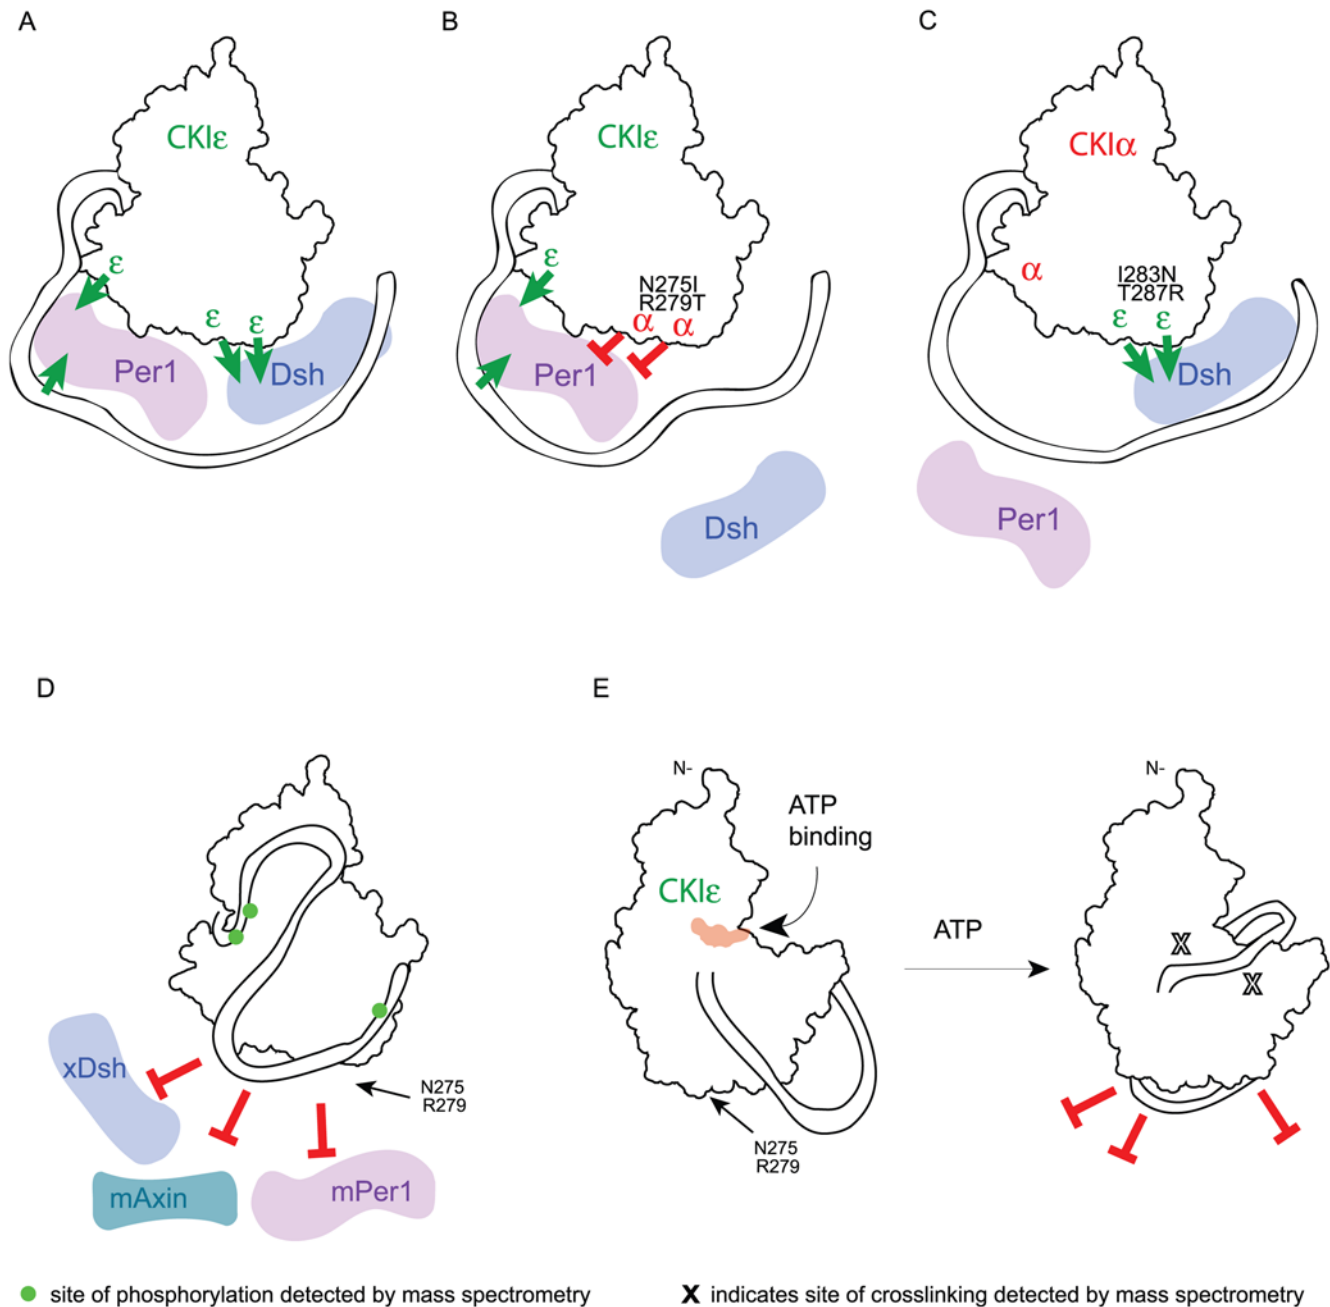 A
B
C
CKIε
CKIε
CKIα
ε
ε
ε
Per1
Dsh
ε
N275I
R279T
α
α
Per1
Dsh
α
I283N
T287R
ε
ε
Dsh
Per1
D
E
xDsh
mAxin
mPer1
N275
R279
N-
ATP
binding
CKIε
N275
R279
ATP
N-
X
X
site of phosphorylation detected by mass spectrometry
X indicates site of crosslinking detected by mass spectrometry